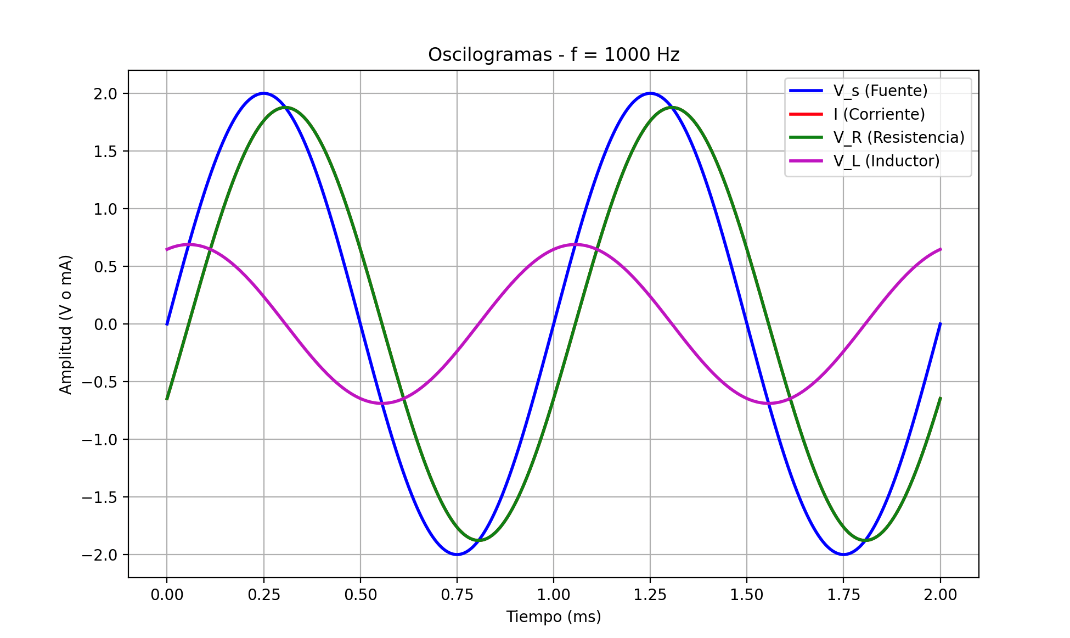 Oscilogramas - f = 1000 Hz
V_s (Fuente)
I (Corriente)
V_R (Resistencia)
V_L (Inductor)
Amplitud (V o mA)
2.0
1.5
1.0
0.5
0.0
−0.5
−1.0
−1.5
−2.0
0.00 0.25 0.50 0.75 1.00 1.25 1.50 1.75 2.00
Tiempo (ms)